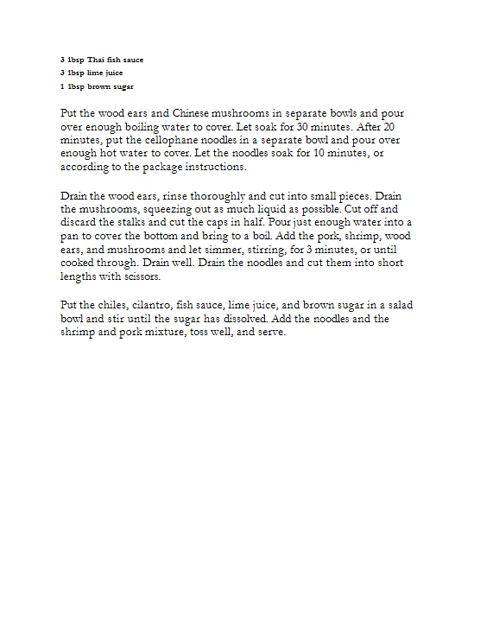 3 tbsp Thai fish sauce
3 tbsp lime juice
1 tbsp brown sugar
Put the wood ears and Chinese mushrooms in separate bowls and pour
over enough boiling water to cover. Let soak for 30 minutes. After 20
minutes, put the cellophane noodles in a separate bowl and pour over
enough hot water to cover. Let the noodles soak for 10 minutes, or
according to the package instructions.
Drain the wood ears, rinse thoroughly and cut into small pieces. Drain
the mushrooms, squeezing out as much liquid as possible. Cut off and
discard the stalks and cut the caps in half. Pour just enough water into a
pan to cover the bottom and bring to a boil. Add the pork, shrimp, wood
ears, and mushrooms and let simmer, stirring, for 3 minutes, or until
cooked through. Drain well. Drain the noodles and cut them into short
lengths with scissors.
Put the chiles, cilantro, fish sauce, lime juice, and brown sugar in a salad
bowl and stir until the sugar has dissolved. Add the noodles and the
shrimp and pork mixture, toss well, and serve.